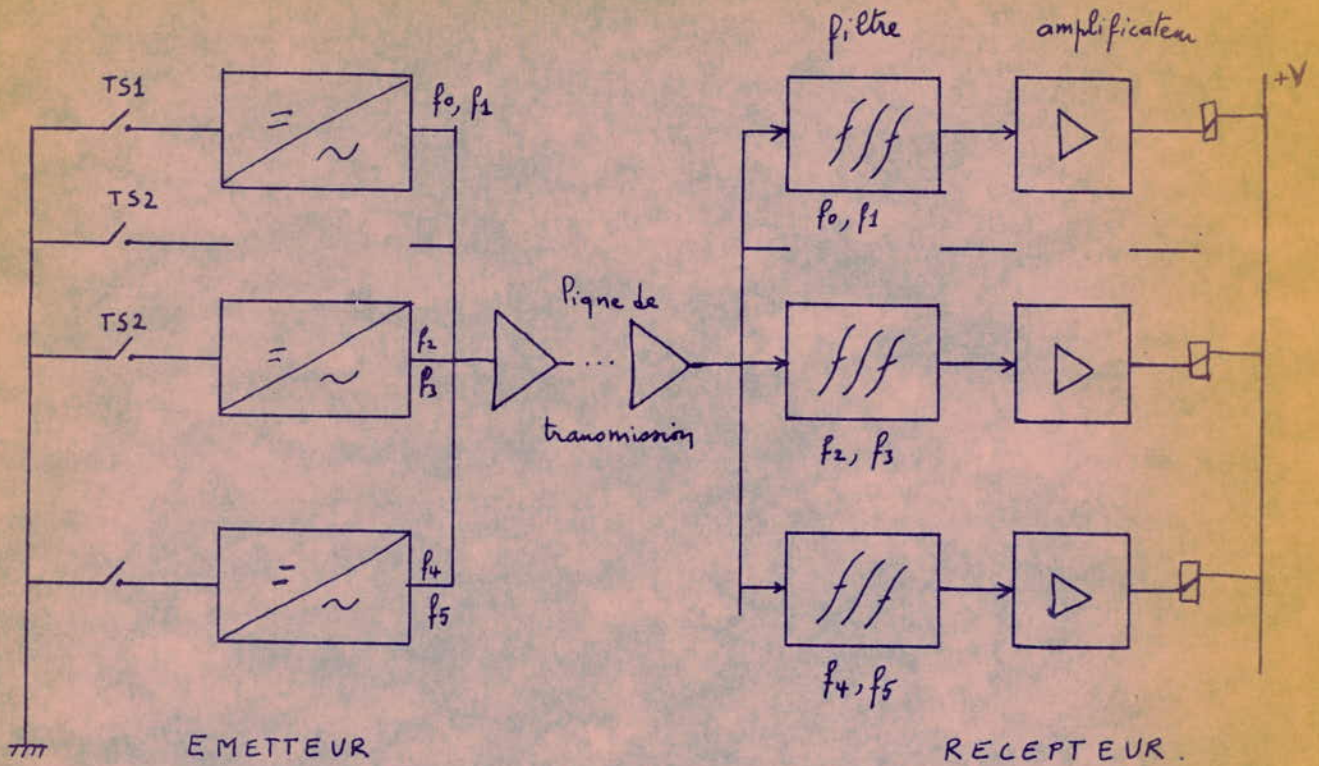 filtre
amplificateur
+V
TS1
f0, f1
f0, f1
TS2
TS2
f2
f3
ligne de
transmission
f2, f3
f4
f5
f4, f5
EMETTEUR
RECEPTEUR.